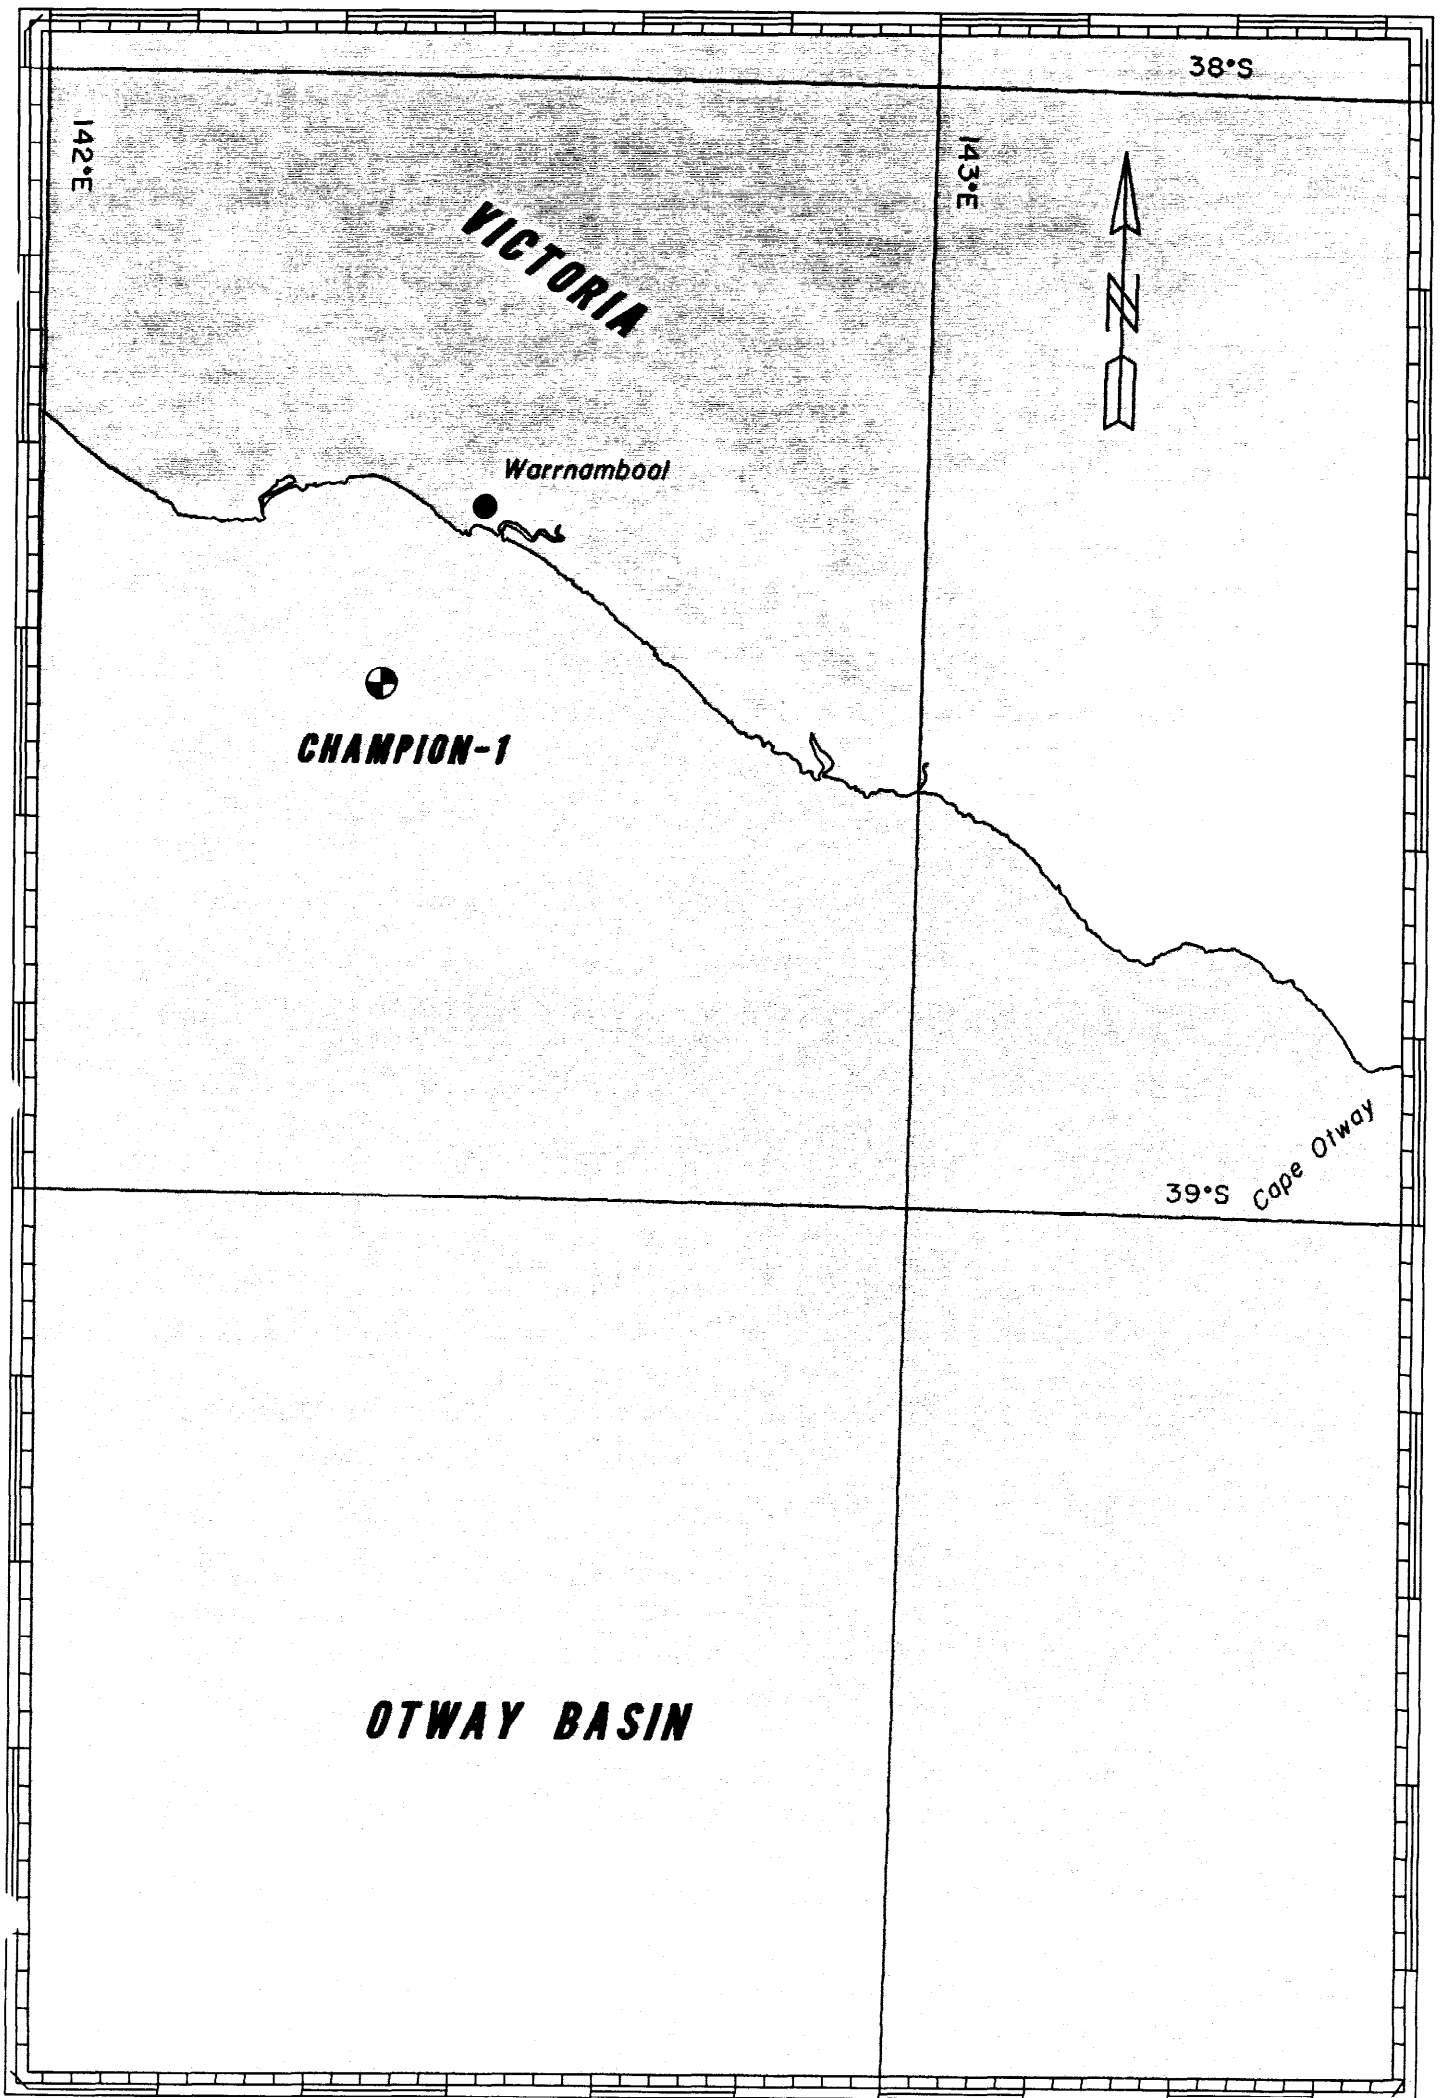 38°S
142°E
143°E
VICTORIA
N
Warrnambool
CHAMPION-1
Cape Otway
39°S
OTWAY BASIN